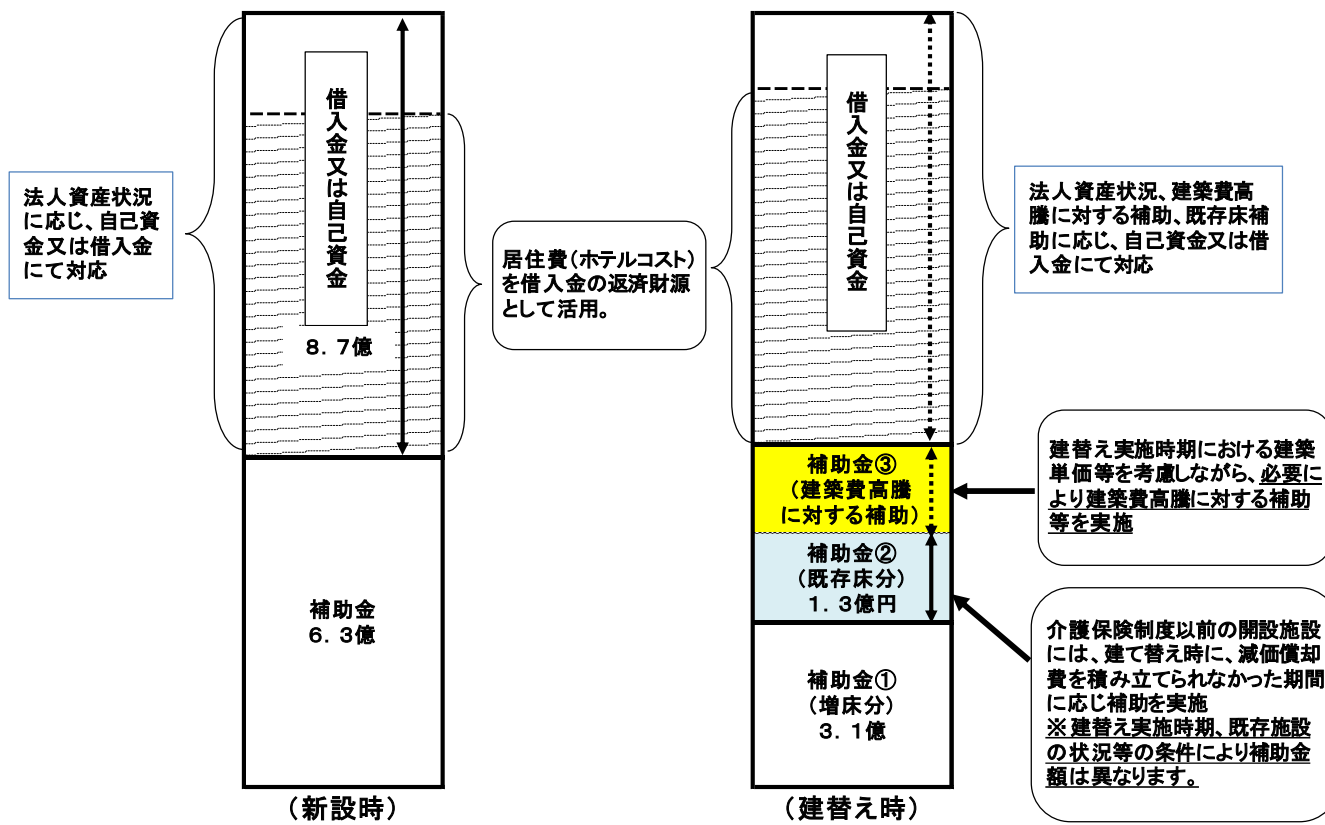 法人資産状況
に応じ、自己資
金又は借入金
にて対応
借入金又は自己資金
8．7億
補助金
6．3億
（新設時）
居住費（ホテルコスト）
を借入金の返済財源
として活用。
借入金又は自己資金
補助金③
（建築費高騰
に対する補助）
補助金②
（既存床分）
1．3億円
補助金①
（増床分）
3．1億
（建替え時）
法人資産状況、建築費高
騰に対する補助、既存床補
助に応じ、自己資金又は借
入金にて対応
建替え実施時期における建築
単価等を考慮しながら、必要に
より建築費高騰に対する補助
等を実施
介護保険制度以前の開設施設
には、建て替え時に、減価償却
費を積み立てられなかった期間
に応じ補助を実施
※建替え実施時期、既存施設
の状況等の条件により補助金
額は異なります。